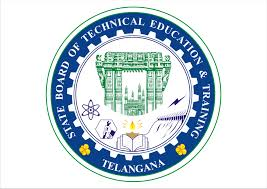 STATE BOARD OF TECHNICAL EDUCATION & TRAINING
TELANGANA